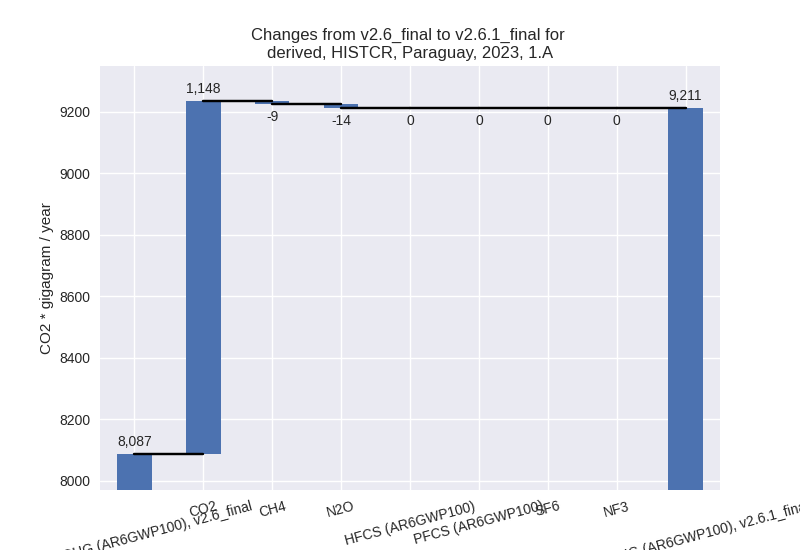 Changes from v2.6_final to v2.6.1_final for
derived, HISTCR, Paraguay, 2023, 1.A
CO2 * gigagram / year
9200
9000
8800
8600
8400
8200
8000
8,087
1,148
-9
-14
0
0
0
0
9,211
(AR6GWP100), v2.6_final
CO2
CH4
N2O
HFCS (AR6GWP100)
PFCS (AR6GWP100)
SF6
NF3
(AR6GWP100), v2.6.1_fina